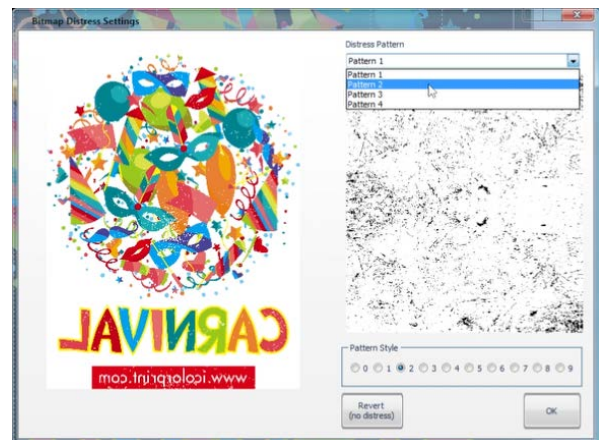 Bitmap Distress Settings
Distress Pattern
Pattern 1
Pattern 1
Pattern 2
Pattern 3
Pattern 4
CARNIVAL
www.icolorprint.com
Pattern Style
0 1 2 3 4 5 6 7 8 9
Revert
(no distress)
OK